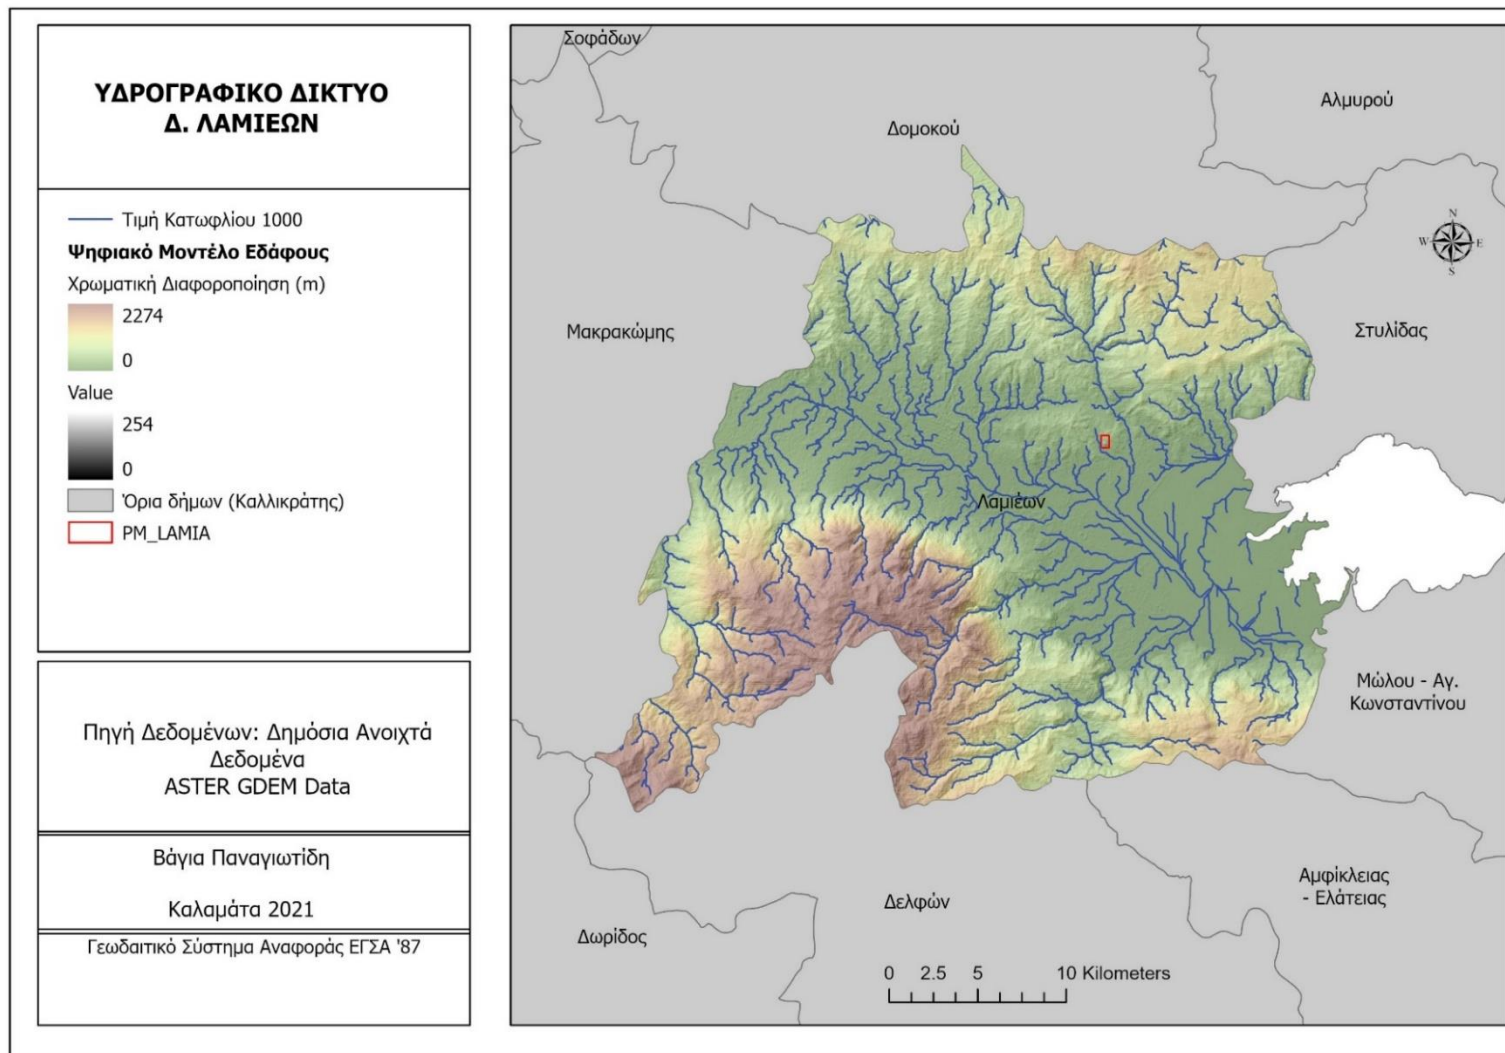 ΥΔΡΟΓΡΑΦΙΚΟ ΔΙΚΤΥΟ
Δ. ΛΑΜΙΕΩΝ
Τιμή Κατωφλίου 1000
Ψηφιακό Μοντέλο Εδάφους
Χρωματική Διαφοροποίηση (m)
2274
0
Value
254
0
Όρια δήμων (Καλλικράτης)
PM_LAMIA
Πηγή Δεδομένων: Δημόσια Ανοιχτά
Δεδομένα
ASTER GDEM Data
Βάγια Παναγιωτίδη
Καλαμάτα 2021
Γεωδαιτικό Σύστημα Αναφοράς ΕΓΣΑ '87
Σοφάδων
Αλμυρού
Δομοκού
N
W E
S
Μακρακώμης
Στυλίδας
Λαμιέων
Μώλου - Αγ.
Κωνσταντίνου
Αμφίκλειας
- Ελάτειας
Δελφών
Δωρίδος
0 2.5 5 10 Kilometers